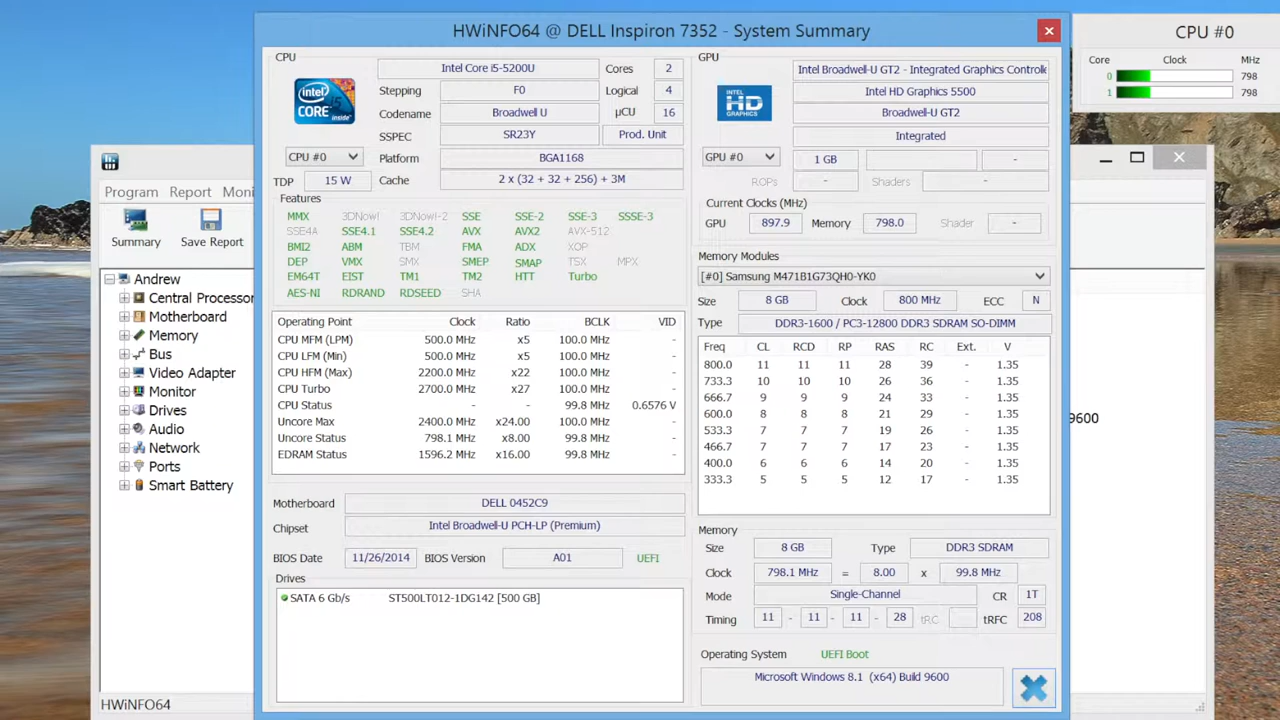 HWiNFO64 @ DELL Inspiron 7352 - System Summary
CPU
intel CORE i5 inside
Intel Core i5-5200U
Cores 2
Stepping F0
Logical 4
Codename Broadwell U
µCU 16
SSPEC SR23Y Prod. Unit
CPU #0
Platform BGA1168
TDP 15 W
Cache 2 x (32 + 32 + 256) + 3M
Features
MMX 3DNow! 3DNow!-2 SSE SSE-2 SSE-3 SSSE-3
SSE4A SSE4.1 SSE4.2 AVX AVX2 AVX-512
BMI2 ABM TBM FMA ADX XOP
DEP VMX SMX SMEP SMAP TSX MPX
EM64T EIST TM1 TM2 HTT Turbo
AES-NI RDRAND RDSEED SHA
Operating Point Clock Ratio BCLK VID
CPU MFM (LPM) 500.0 MHz x5 100.0 MHz -
CPU LFM (Min) 500.0 MHz x5 100.0 MHz -
CPU HFM (Max) 2200.0 MHz x22 100.0 MHz -
CPU Turbo 2700.0 MHz x27 100.0 MHz -
CPU Status - - 99.8 MHz 0.6576 V
Uncore Max 2400.0 MHz x24.00 100.0 MHz -
Uncore Status 798.1 MHz x8.00 99.8 MHz -
EDRAM Status 1596.2 MHz x16.00 99.8 MHz -
Motherboard DELL 0452C9
Chipset Intel Broadwell-U PCH-LP (Premium)
BIOS Date 11/26/2014 BIOS Version A01 UEFI
Drives
SATA 6 Gb/s ST500LT012-1DG142 [500 GB]
GPU
INTEL HD GRAPHICS
Intel Broadwell-U GT2 - Integrated Graphics Controlle
Intel HD Graphics 5500
Broadwell-U GT2
Integrated
GPU #0 1 GB -
ROPs - Shaders -
Current Clocks (MHz)
GPU 897.9 Memory 798.0 Shader -
Memory Modules
[#0] Samsung M471B1G73QH0-YK0
Size 8 GB Clock 800 MHz ECC N
Type DDR3-1600 / PC3-12800 DDR3 SDRAM SO-DIMM
Freq CL RCD RP RAS RC Ext. V
800.0 11 11 11 28 39 - 1.35
733.3 10 10 10 26 36 - 1.35
666.7 9 9 9 24 33 - 1.35
600.0 8 8 8 21 29 - 1.35
533.3 7 7 7 19 26 - 1.35
466.7 7 7 7 17 23 - 1.35
400.0 6 6 6 14 20 - 1.35
333.3 5 5 5 12 17 - 1.35
Memory
Size 8 GB Type DDR3 SDRAM
Clock 798.1 MHz = 8.00 x 99.8 MHz
Mode Single-Channel CR 1T
Timing 11 - 11 - 11 - 28 tRC tRFC 208
Operating System UEFI Boot
Microsoft Windows 8.1 (x64) Build 9600
CPU #0
Core Clock MHz
0 798
1 798
Program Report Moni
Summary Save Report
Andrew
Central Processor
Motherboard
Memory
Bus
Video Adapter
Monitor
Drives
Audio
Network
Ports
Smart Battery
HWiNFO64
9600